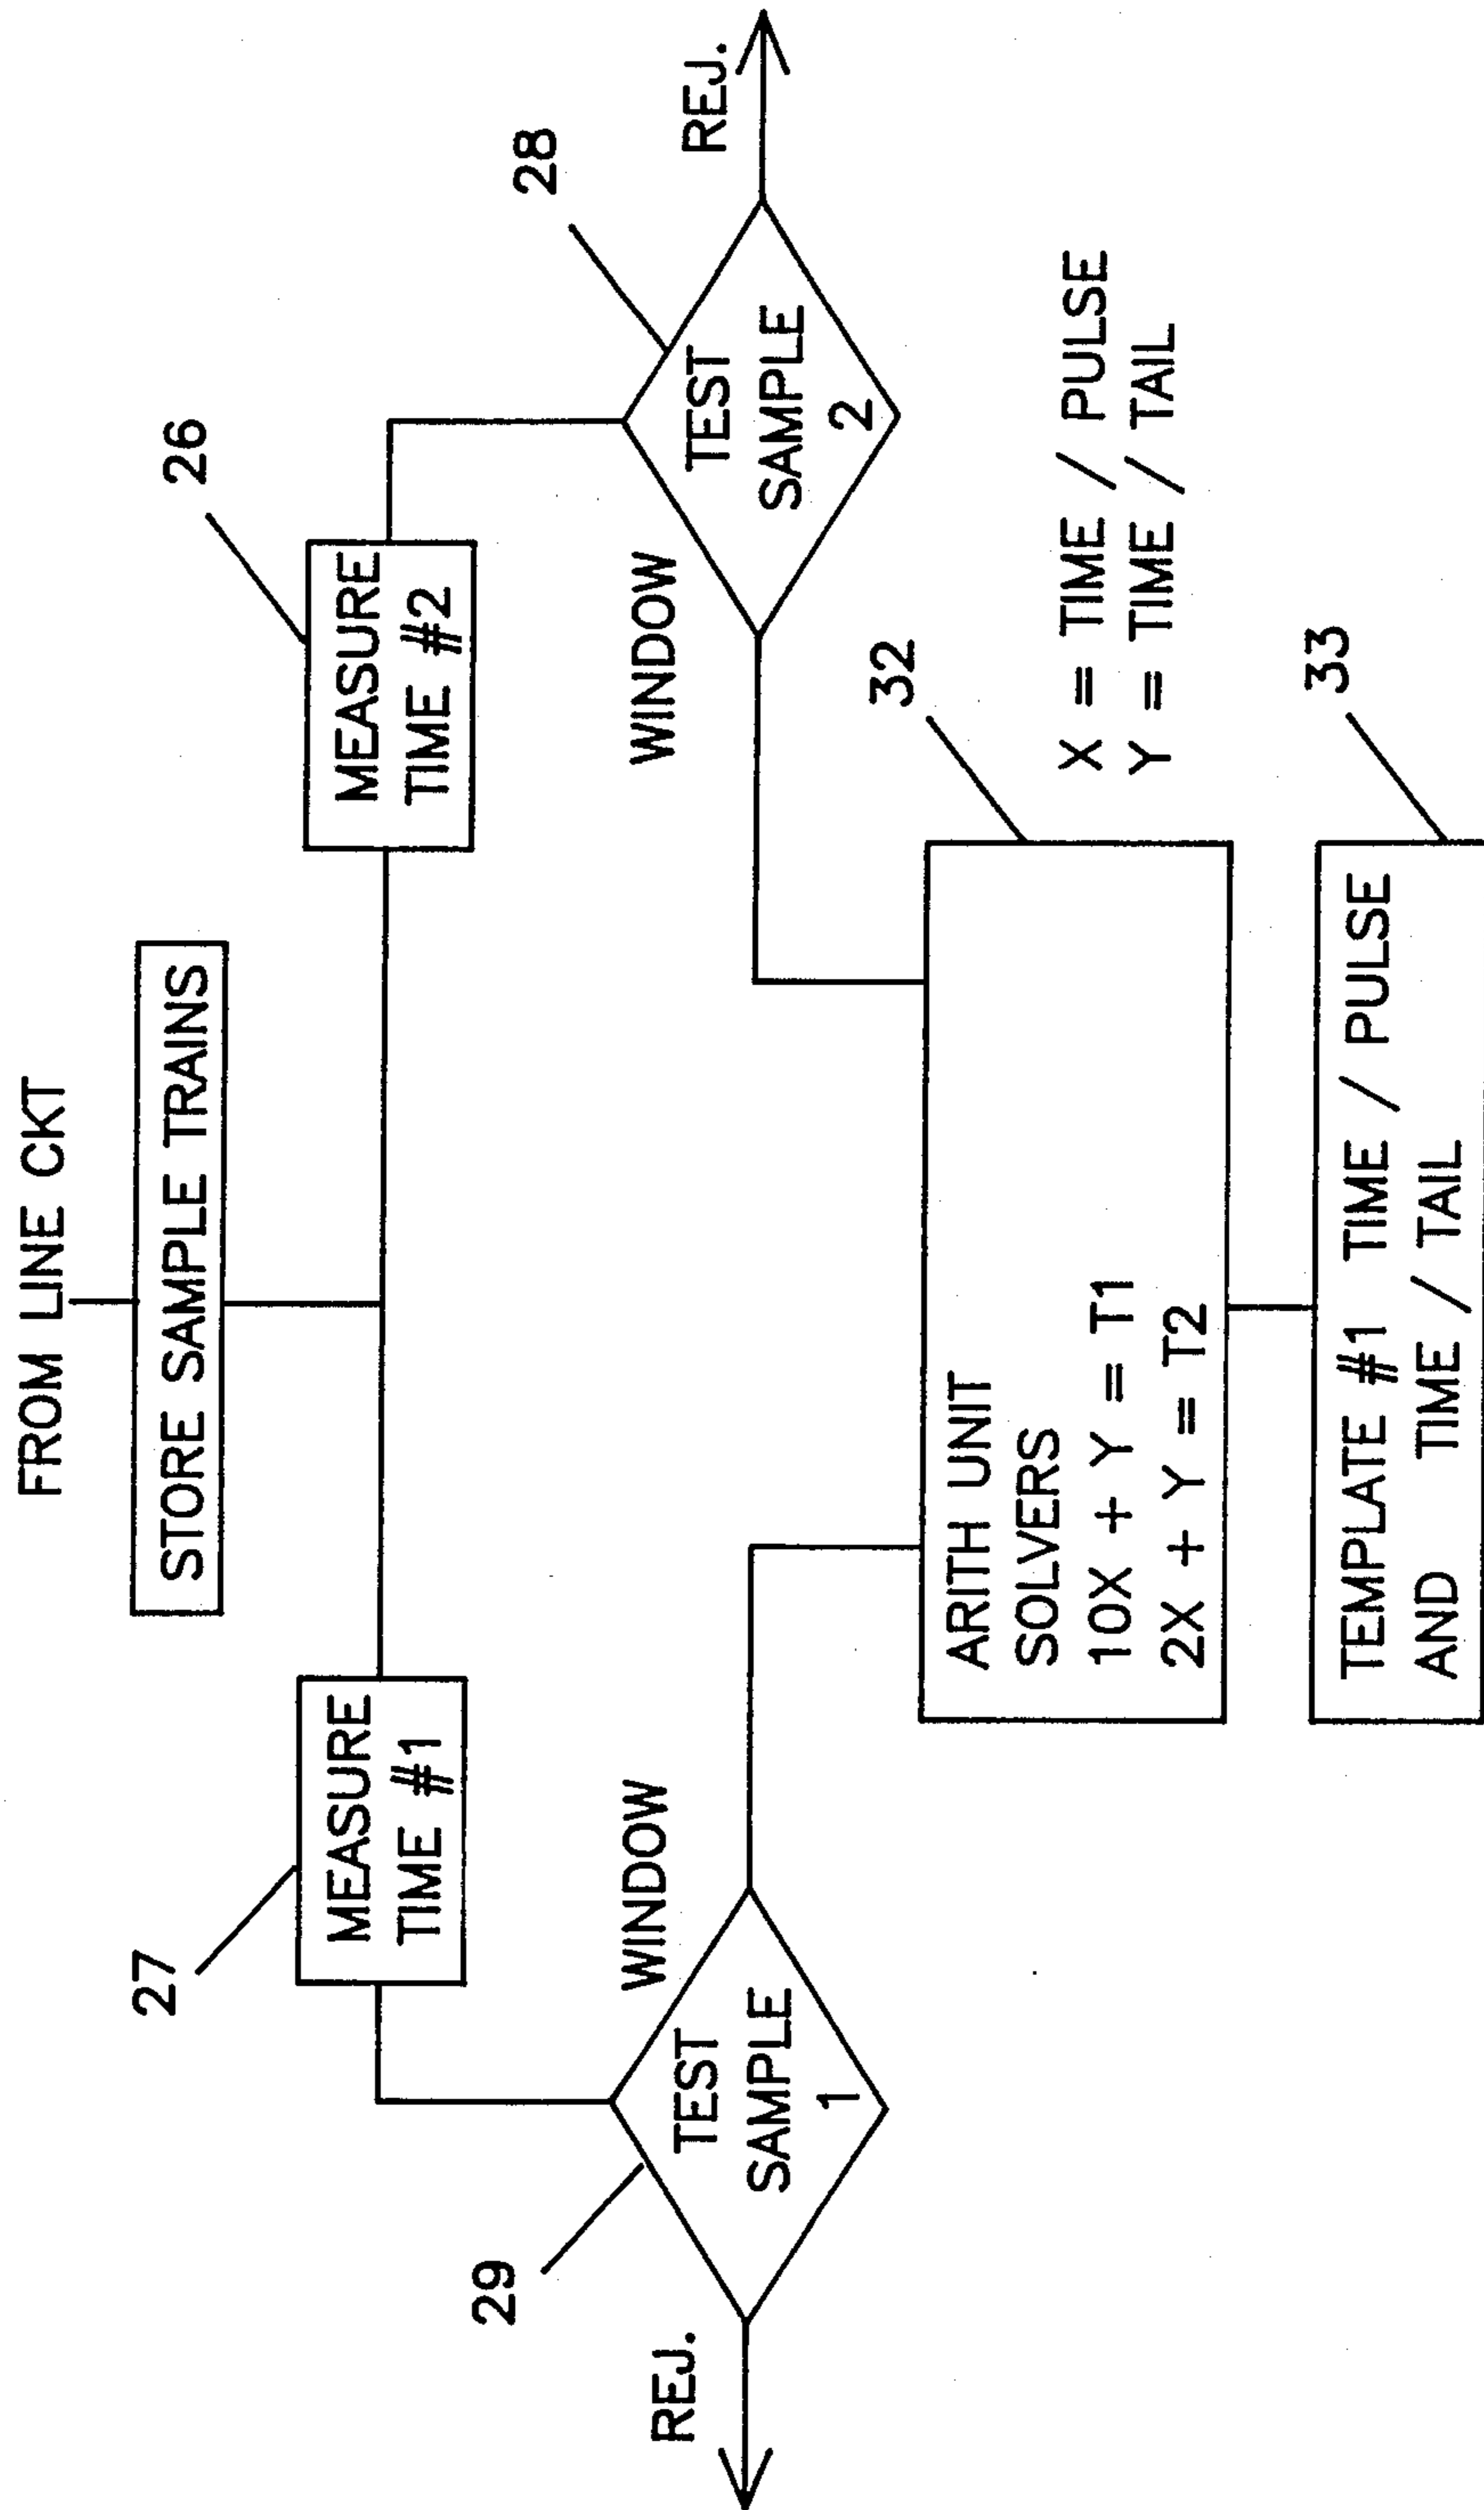 FROM LINE CKT
STORE SAMPLE TRAINS
27
MEASURE
TIME #1
26
MEASURE
TIME #2
29
REJ.
TEST
SAMPLE
1
WINDOW
WINDOW
28
TEST
SAMPLE
2
REJ.
32
ARITH UNIT
SOLVERS
10X + Y = T1
2X + Y = T2
X = TIME / PULSE
Y = TIME / TAIL
33
TEMPLATE #1 TIME / PULSE
AND TIME / TAIL